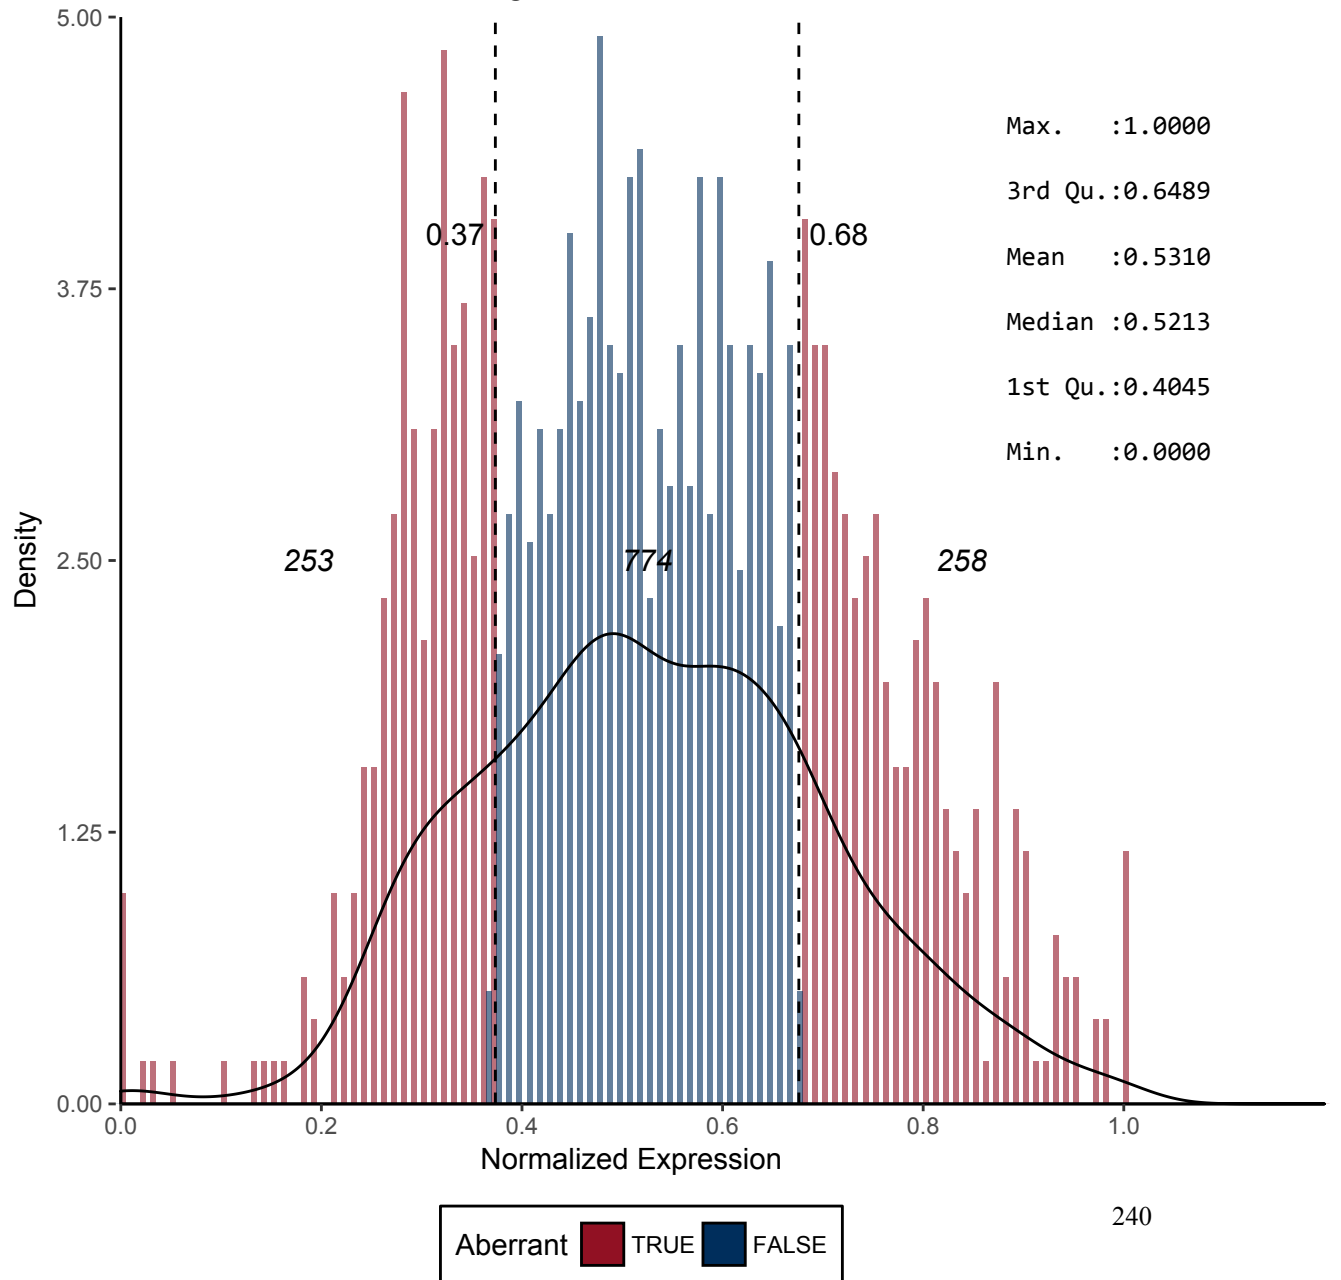 5.00
3.75
2.50
1.25
0.00
Density
0.37
0.68
253
774
258
Max. :1.0000
3rd Qu.:0.6489
Mean :0.5310
Median :0.5213
1st Qu.:0.4045
Min. :0.0000
0.0 0.2 0.4 0.6 0.8 1.0
Normalized Expression
Aberrant TRUE FALSE
240